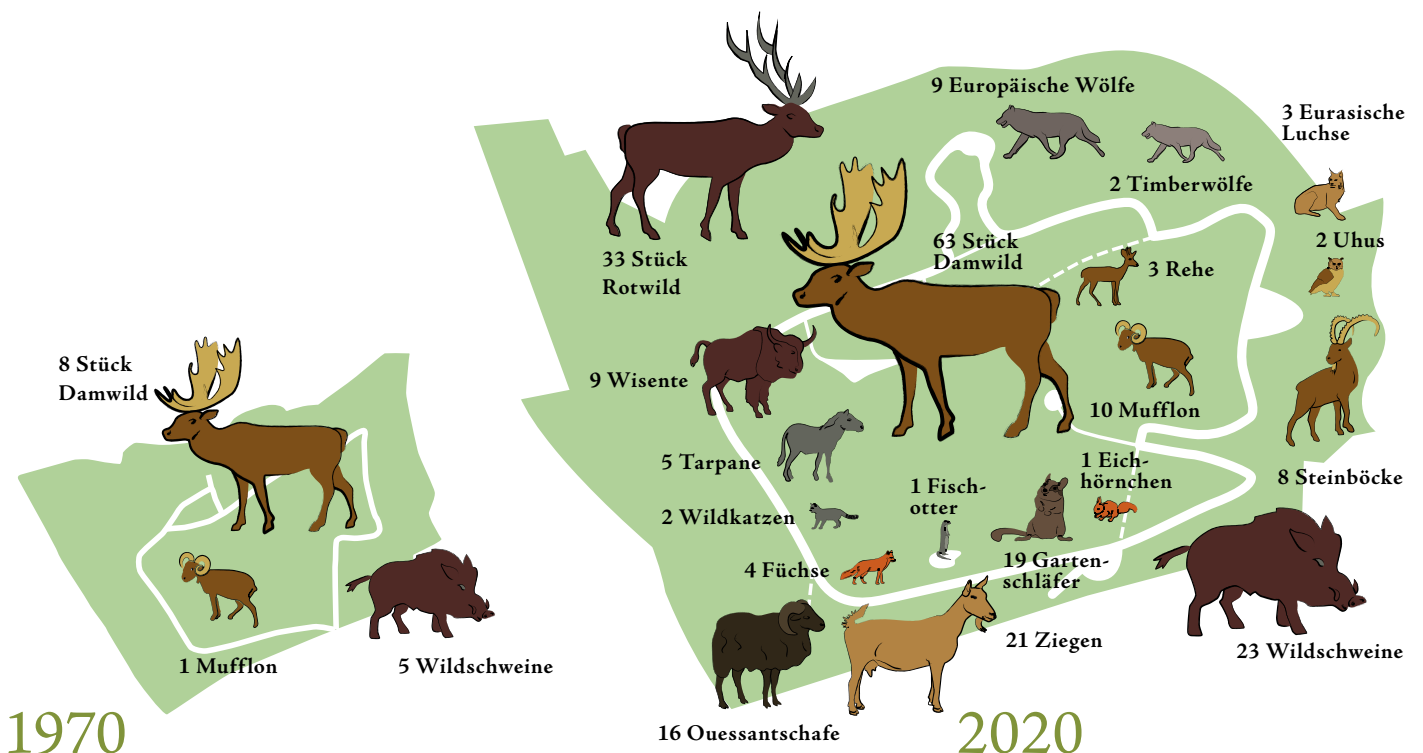 8 Stück
Damwild
1 Mufflon
5 Wildschweine
1970
9 Europäische Wölfe
3 Eurasische
Luchse
2 Timberwölfe
33 Stück
Rotwild
63 Stück
Damwild
2 Uhus
3 Rehe
9 Wisente
10 Mufflon
5 Tarpane
1 Fisch-
otter
1 Eich-
hörnchen
8 Steinböcke
2 Wildkatzen
4 Füchse
19 Garten-
schläfer
21 Ziegen
23 Wildschweine
16 Ouessantschafe
2020